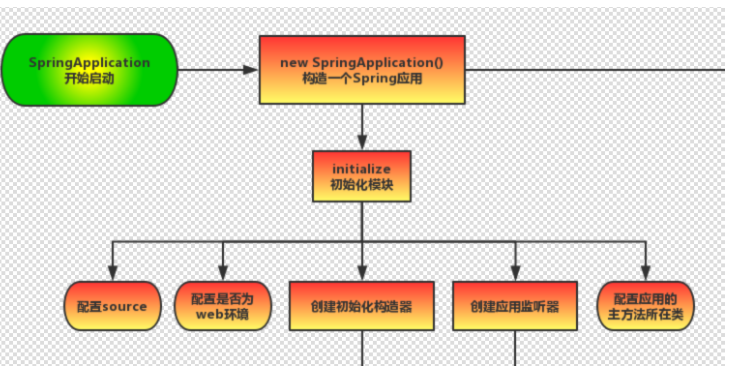 SpringApplication
开始启动
new SpringApplication()
构造一个Spring应用
initialize
初始化模块
配置source
配置是否为
web环境
创建初始化构造器
创建应用监听器
配置应用的
主方法所在类